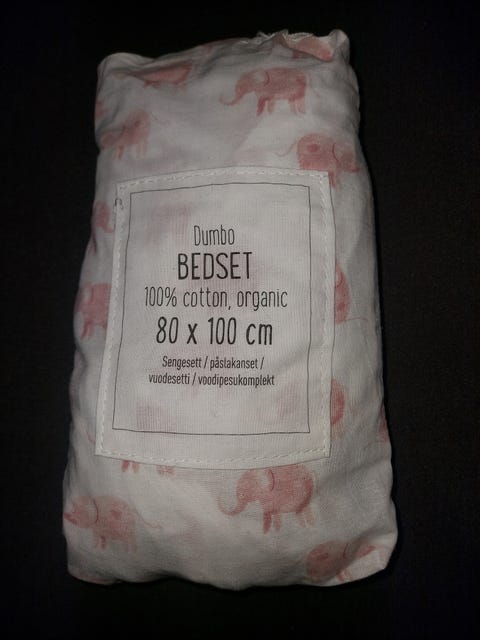 Dumbo
BEDSET
100% cotton, organic
80 x 100 cm
Sengesett / påslakanset /
vuodesetti / voodipesukomplekt